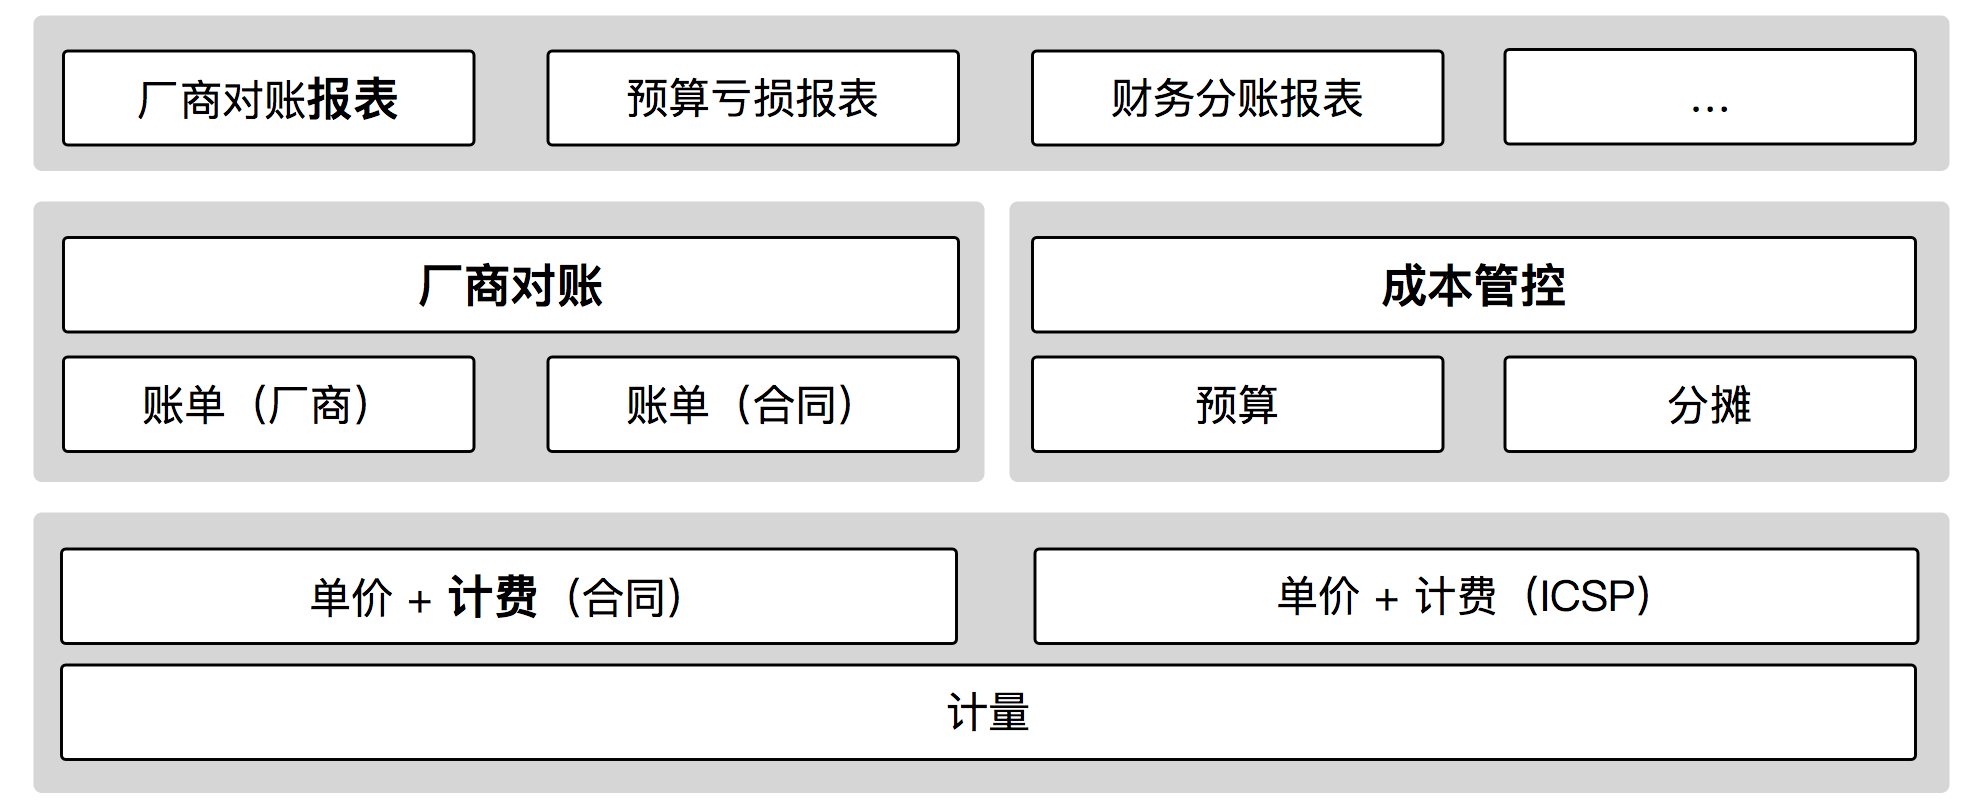 厂商对账报表
预算亏损报表
财务分账报表
...
厂商对账
成本管控
账单（厂商）
账单（合同）
预算
分摊
单价 + 计费（合同）
单价 + 计费（ICSP）
计量